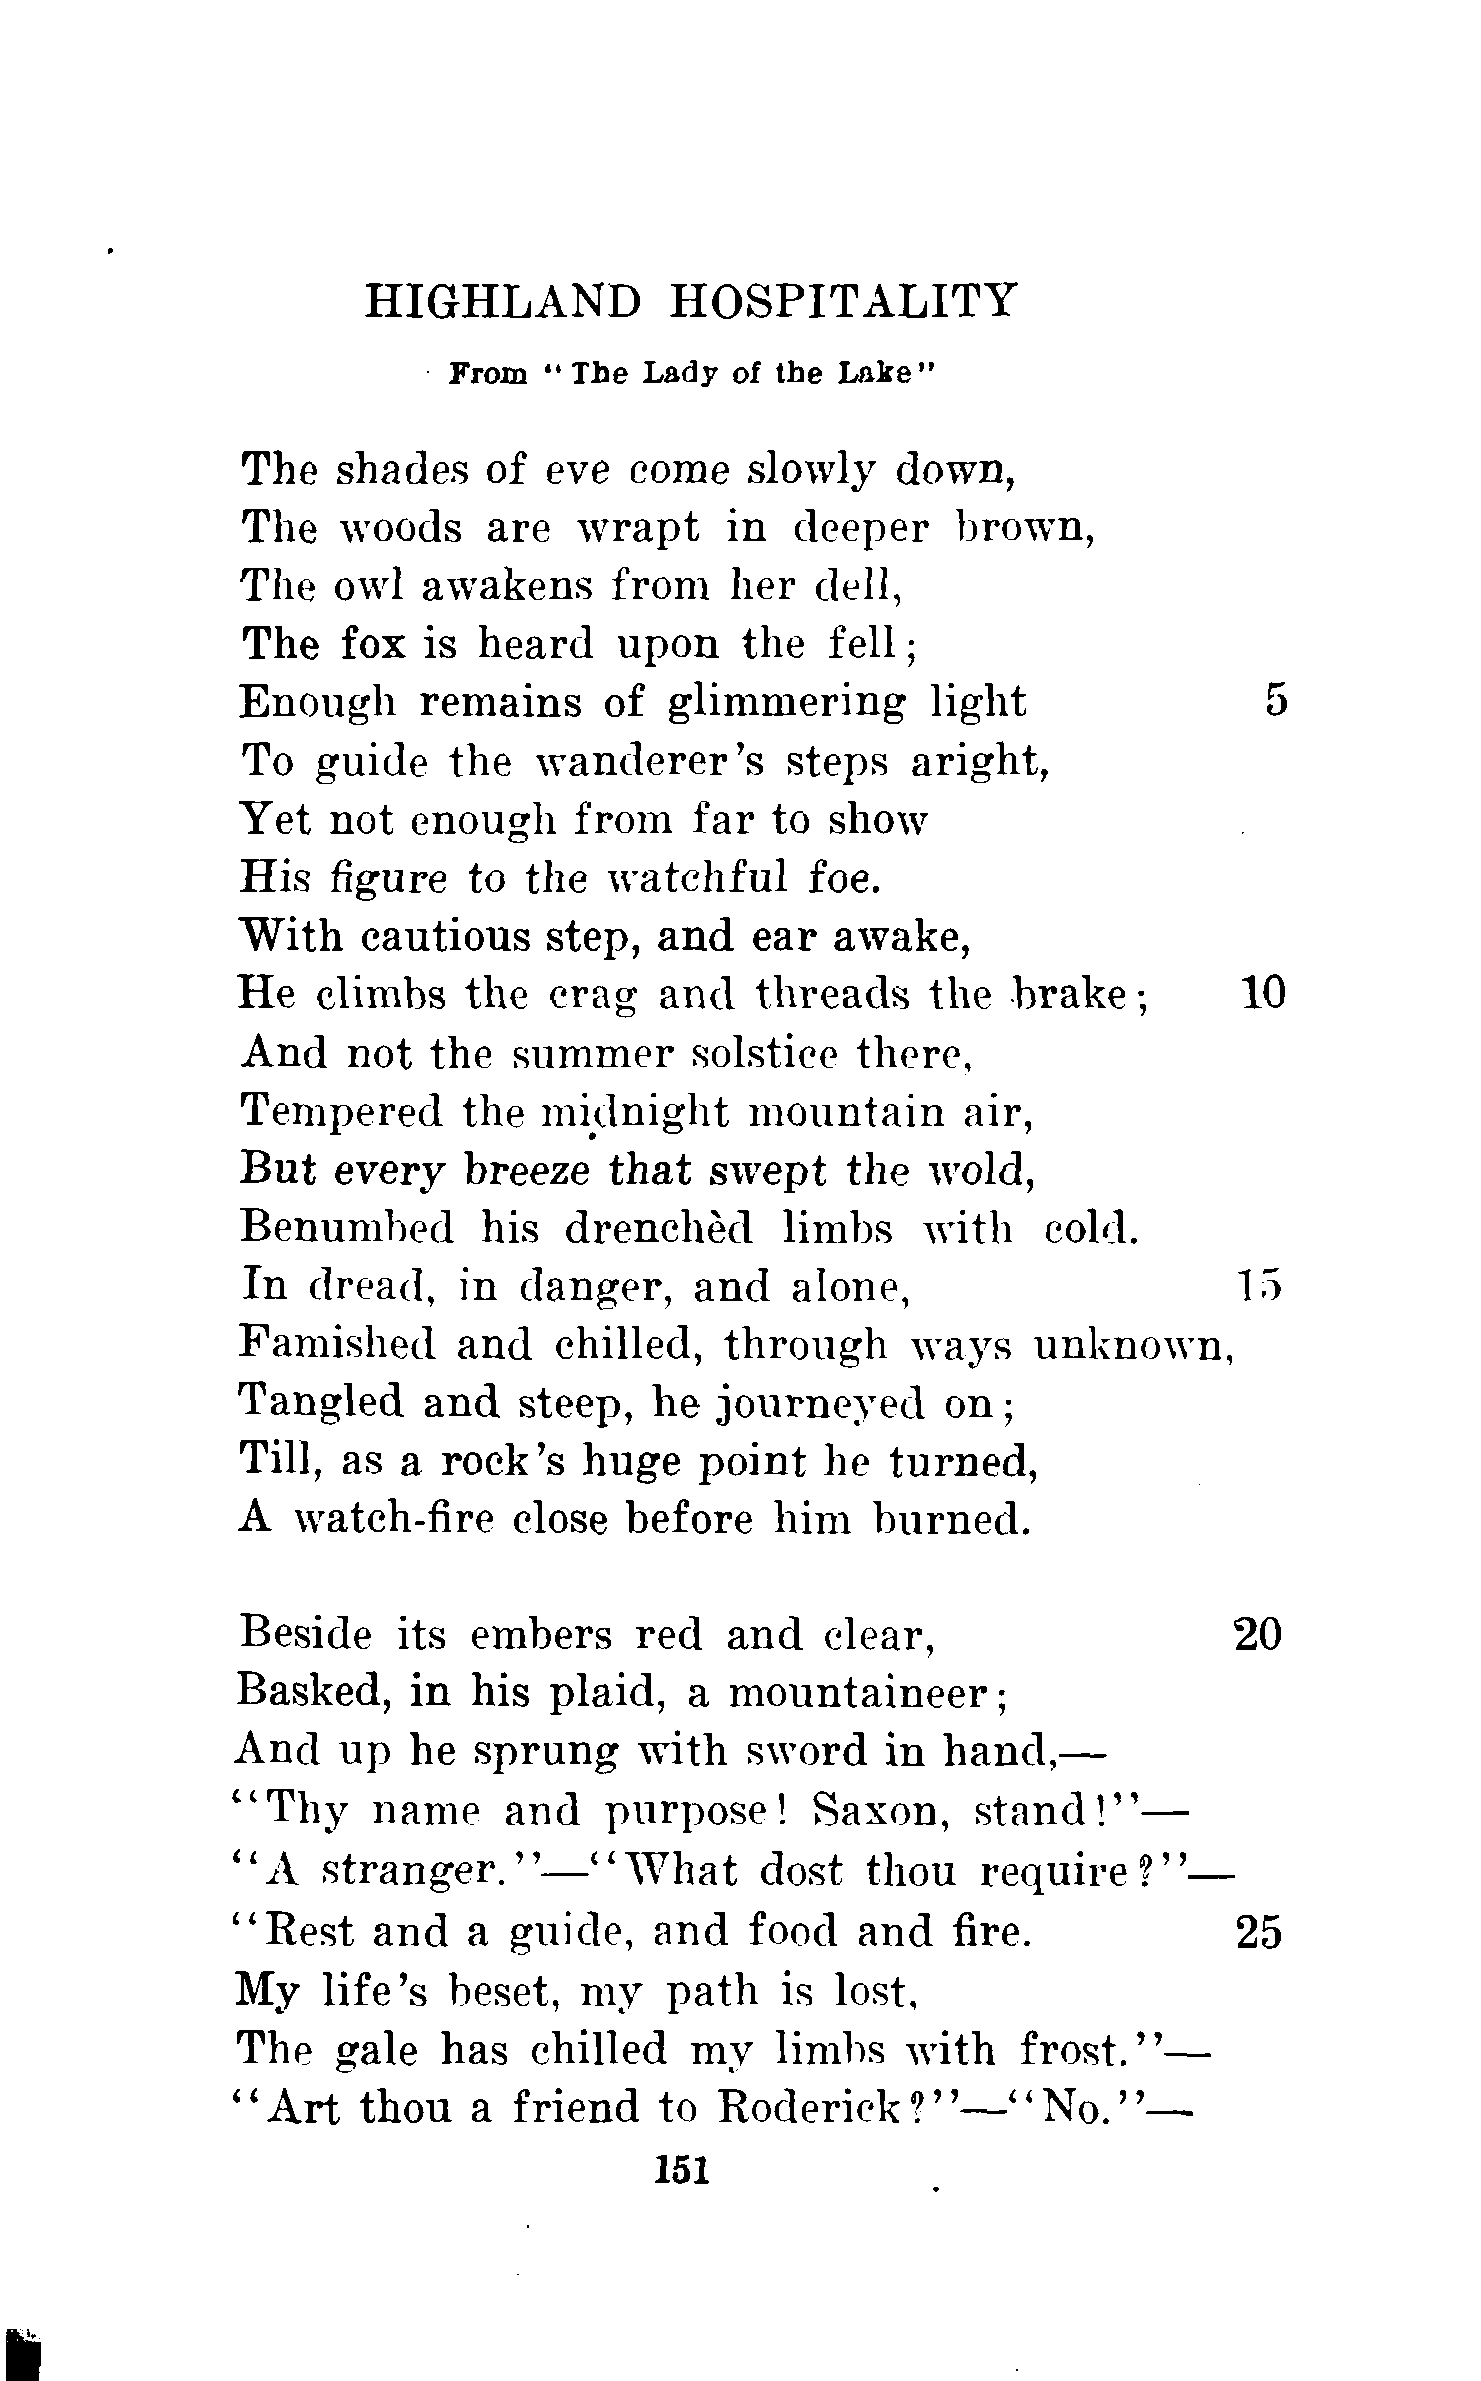 HIGHLAND HOSPITALITY
From "The Lady of the Lake"
The shades of eve come slowly down,
The woods are wrapt in deeper brown,
The owl awakens from her dell,
The fox is heard upon the fell;
Enough remains of glimmering light 5
To guide the wanderer's steps aright,
Yet not enough from far to show
His figure to the watchful foe.
With cautious step, and ear awake,
He climbs the crag and threads the brake; 10
And not the summer solstice there,
Tempered the midnight mountain air,
But every breeze that swept the wold,
Benumbed his drenchèd limbs with cold.
In dread, in danger, and alone, 15
Famished and chilled, through ways unknown,
Tangled and steep, he journeyed on;
Till, as a rock's huge point he turned,
A watch-fire close before him burned.
Beside its embers red and clear, 20
Basked, in his plaid, a mountaineer;
And up he sprung with sword in hand,—
"Thy name and purpose! Saxon, stand!"—
"A stranger."—"What dost thou require?"—
"Rest and a guide, and food and fire. 25
My life's beset, my path is lost,
The gale has chilled my limbs with frost."—
"Art thou a friend to Roderick?"—"No."—
151